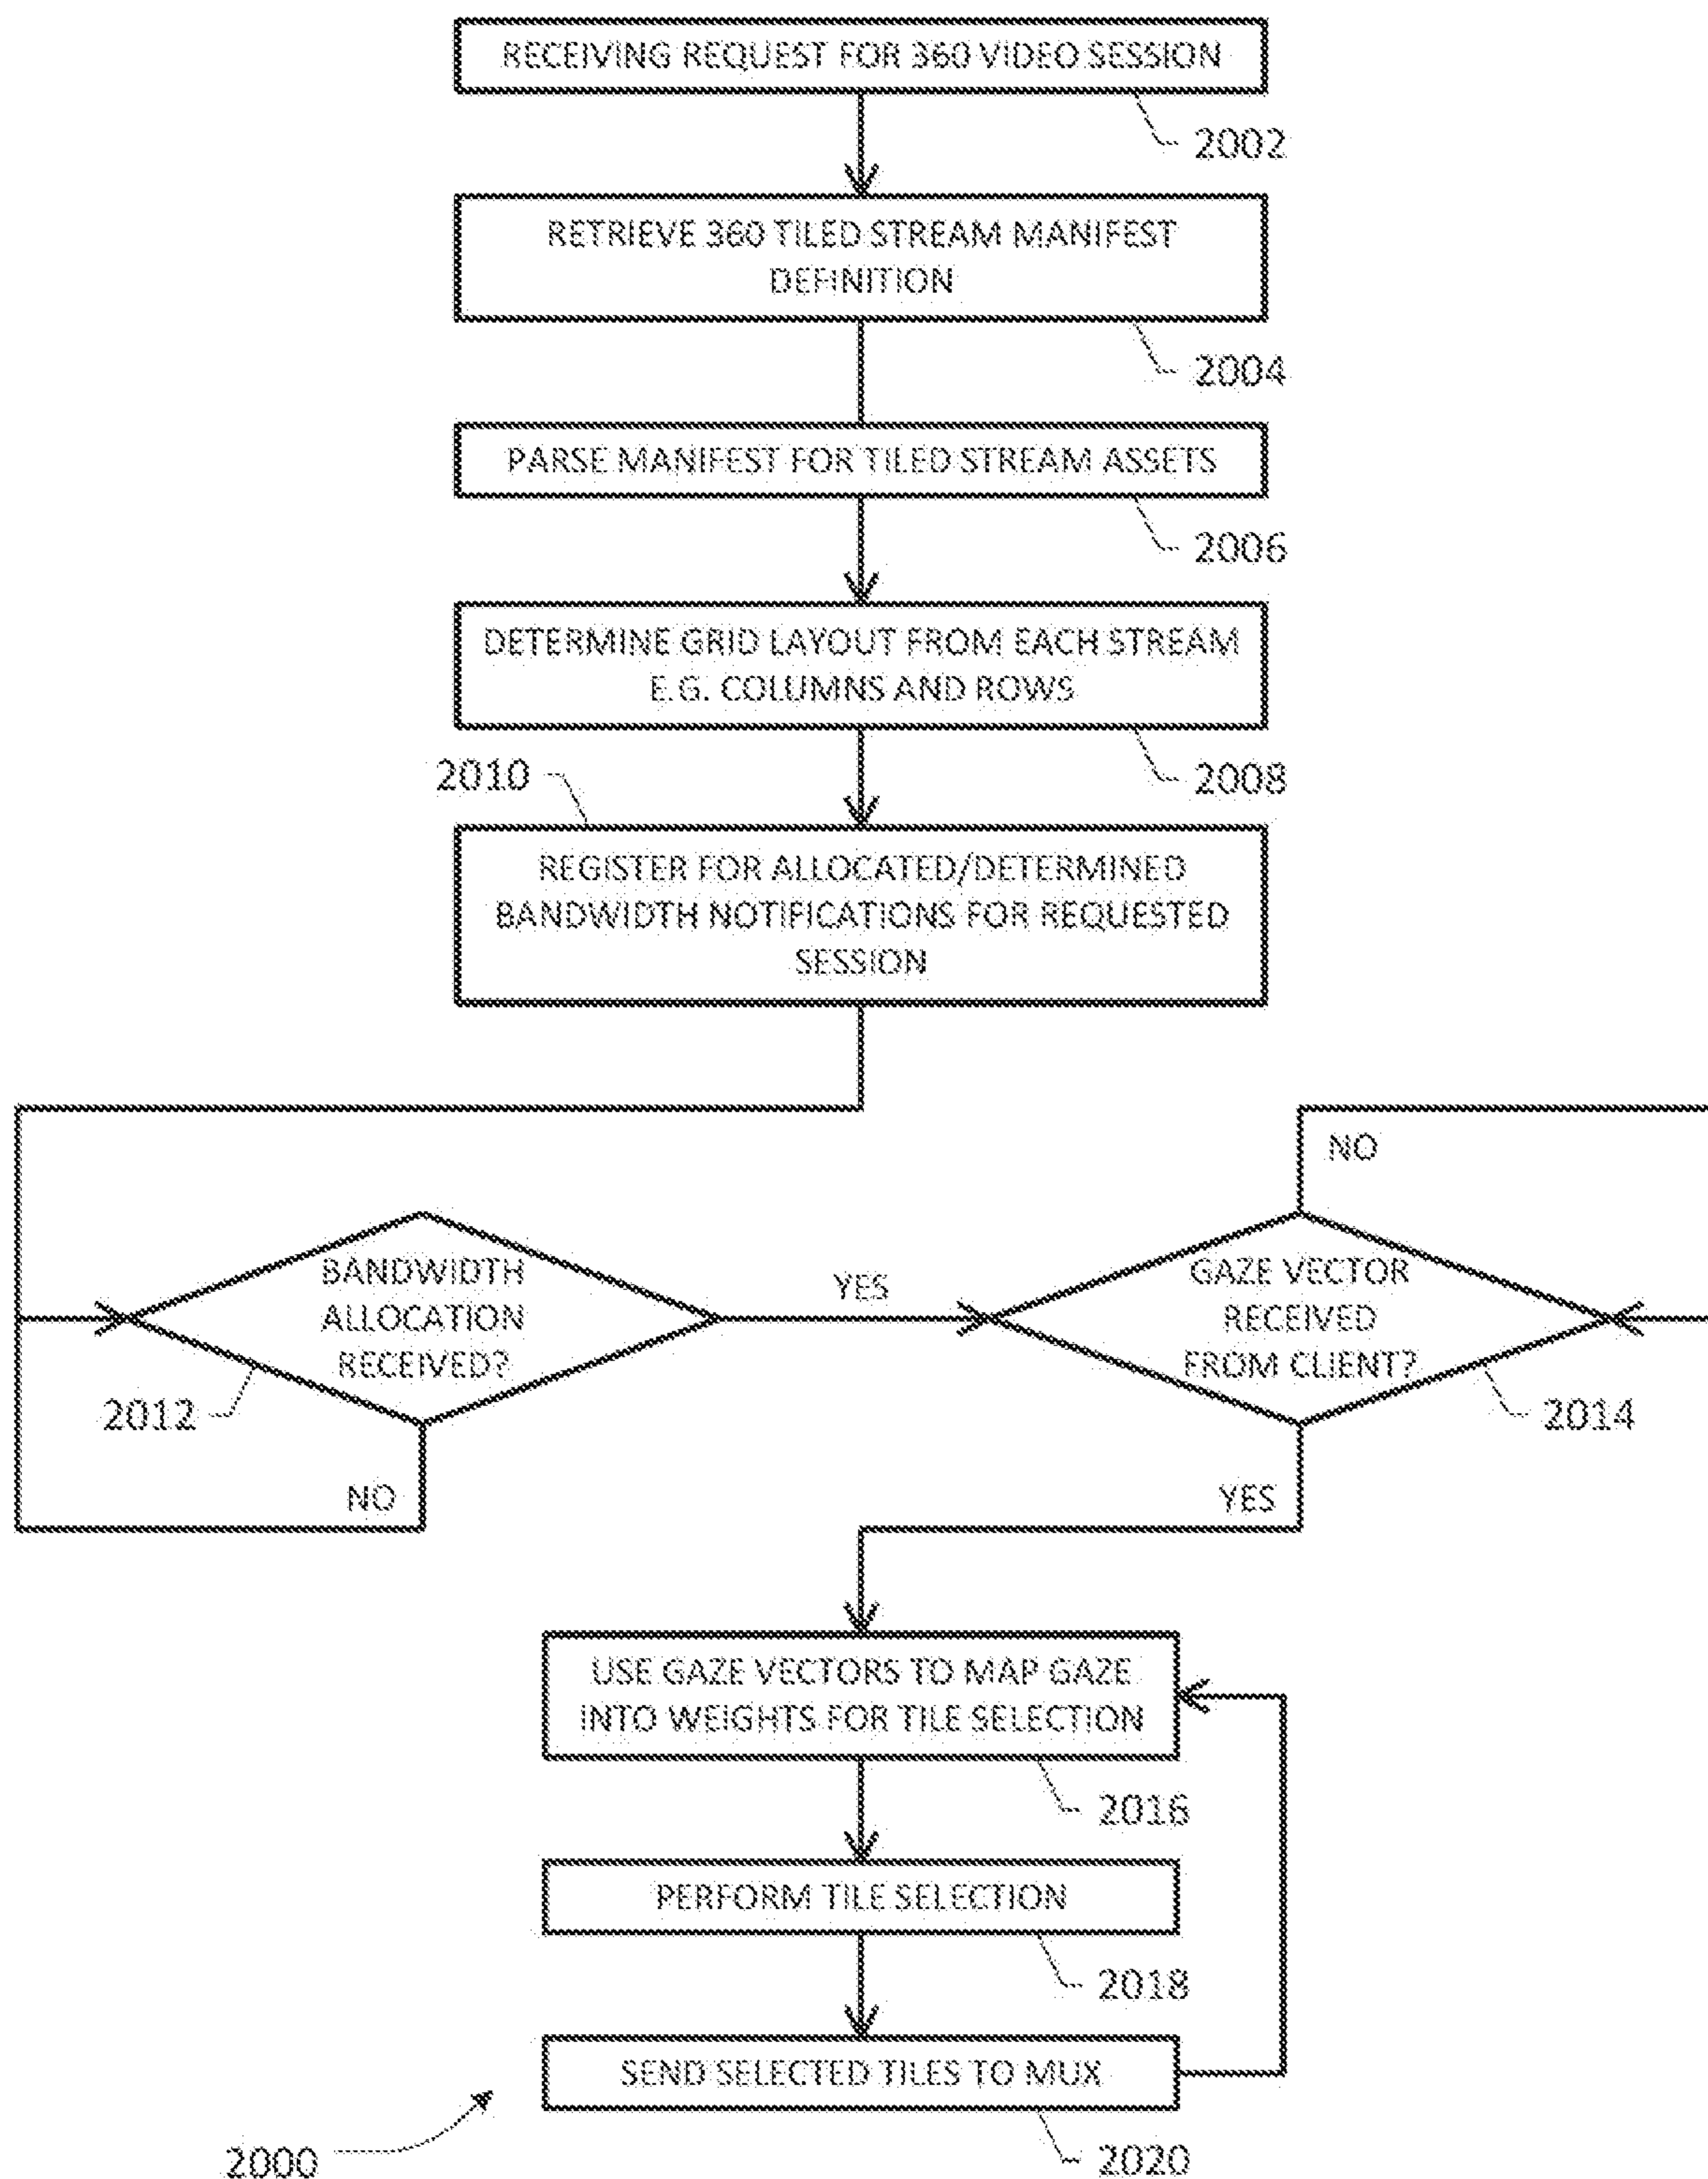 RECEIVING REQUEST FOR 360 VIDEO SESSION
2002
RETRIEVE 360 TILED STREAM MANIFEST
DEFINITION
2004
PARSE MANIFEST FOR TILED STREAM ASSETS
2006
DETERMINE GRID LAYOUT FROM EACH STREAM
E.G. COLUMNS AND ROWS
2008
2010
REGISTER FOR ALLOCATED/DETERMINED
BANDWIDTH NOTIFICATIONS FOR REQUESTED
SESSION
BANDWIDTH
ALLOCATION
RECEIVED?
2012
NO
YES
NO
GAZE VECTOR
RECEIVED
FROM CLIENT?
2014
YES
USE GAZE VECTORS TO MAP GAZE
INTO WEIGHTS FOR TILE SELECTION
2016
PERFORM TILE SELECTION
2018
SEND SELECTED TILES TO MUX
2020
2000